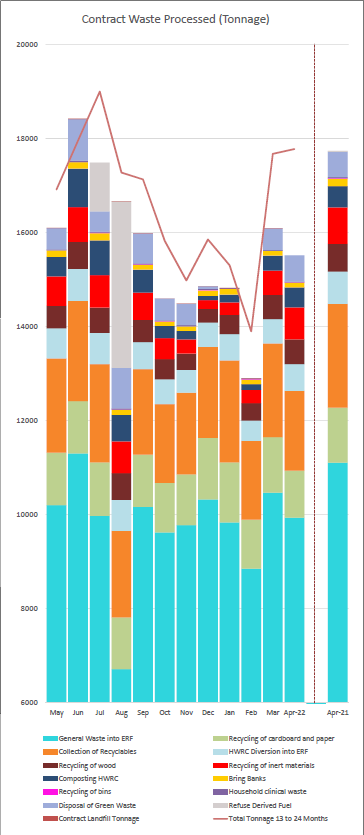 Contract Waste Processed (Tonnage)
20000
18000
16000
14000
12000
10000
8000
6000
May Jun Jul Aug Sep Oct Nov Dec Jan Feb Mar Apr-22 Apr-21
General Waste into ERF Recycling of cardboard and paper
Collection of Recyclables HWRC Diversion into ERF
Recycling of wood Recycling of inert materials
Composting HWRC Bring Banks
Recycling of bins Household clinical waste
Disposal of Green Waste Refuse Derived Fuel
Contract Landfill Tonnage Total Tonnage 13 to 24 Months